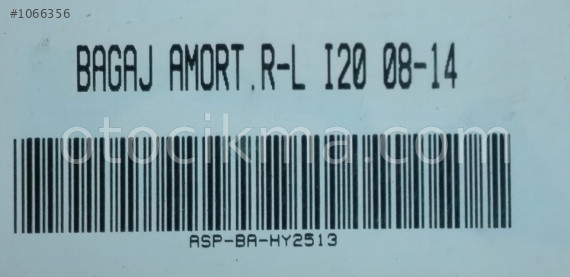 #1066356
BAGAJ AMORT.R-L I20 08-14
otocikma.com
ASP-BA-HY2513